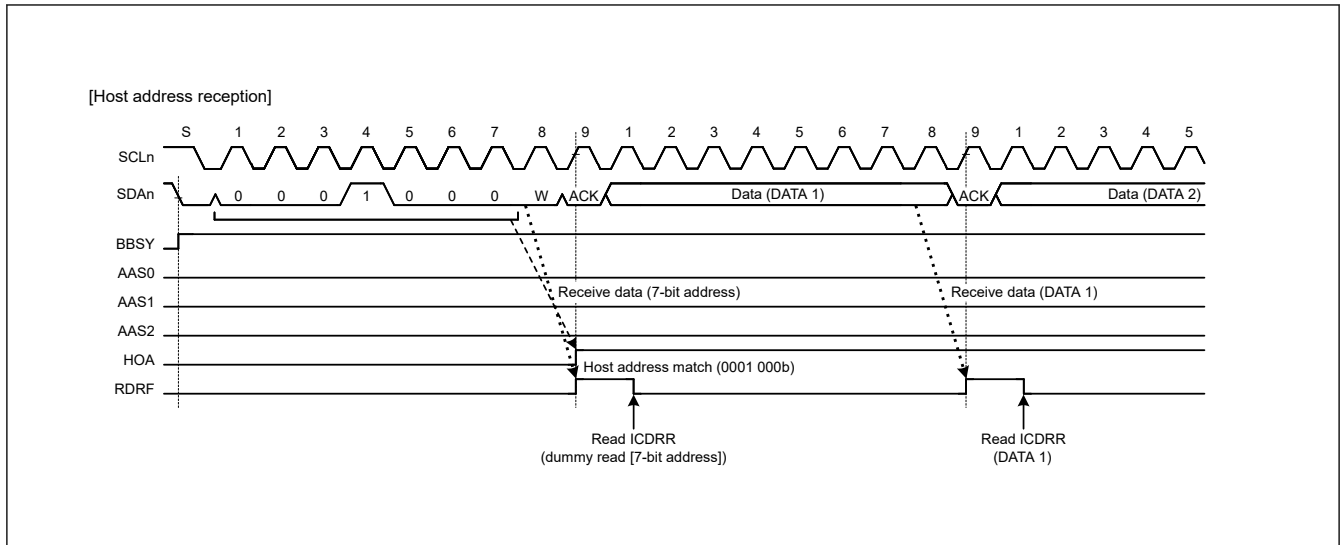 [Host address reception]
S 1 2 3 4 5 6 7 8 9 1 2 3 4 5 6 7 8 9 1 2 3 4 5
SCLn
SDAn 0 0 0 1 0 0 0 W ACK Data (DATA 1) ACK Data (DATA 2)
BBSY
AAS0
Receive data (7-bit address) Receive data (DATA 1)
AAS1
AAS2
HOA
Host address match (0001 000b)
RDRF
Read ICDRR Read ICDRR
(dummy read [7-bit address]) (DATA 1)